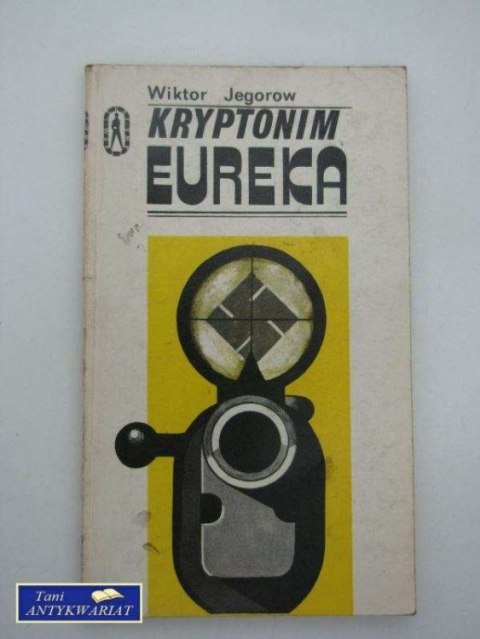 Wiktor Jegorow
KRYPTONIM
EUREKA
Tani
ANTYKWARIAT